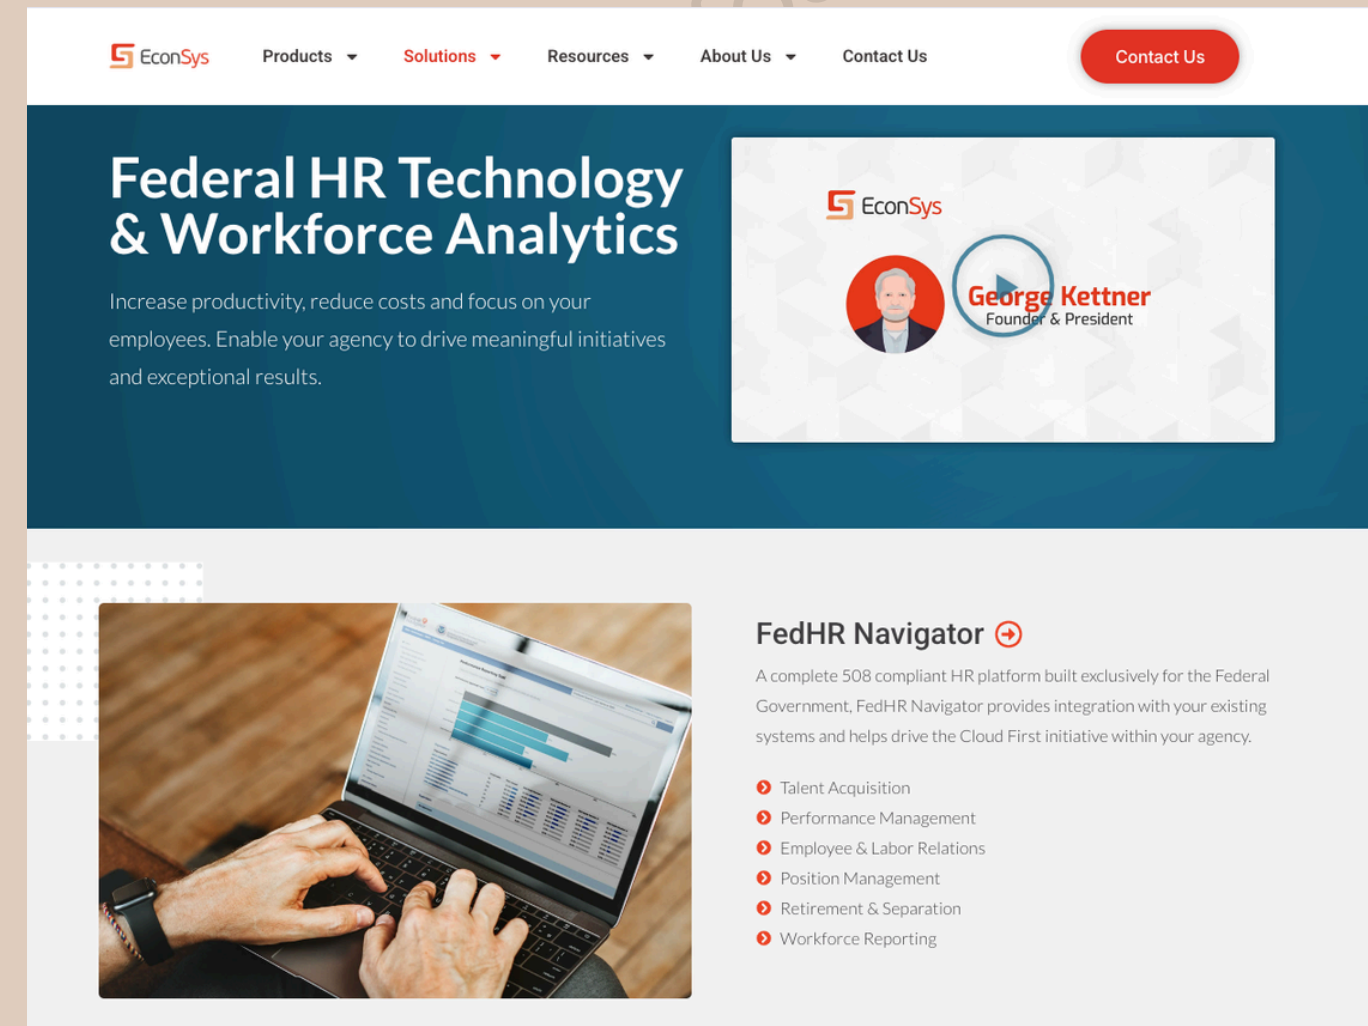 EconSys
Products
Solutions
Resources
About Us
Contact Us
Contact Us
Federal HR Technology
& Workforce Analytics
Increase productivity, reduce costs and focus on your
employees. Enable your agency to drive meaningful initiatives
and exceptional results.
EconSys
George Kettner
Founder & President
FedHR Navigator
A complete 508 compliant HR platform built exclusively for the Federal
Government, FedHR Navigator provides integration with your existing
systems and helps drive the Cloud First initiative within your agency.
Talent Acquisition
Performance Management
Employee & Labor Relations
Position Management
Retirement & Separation
Workforce Reporting